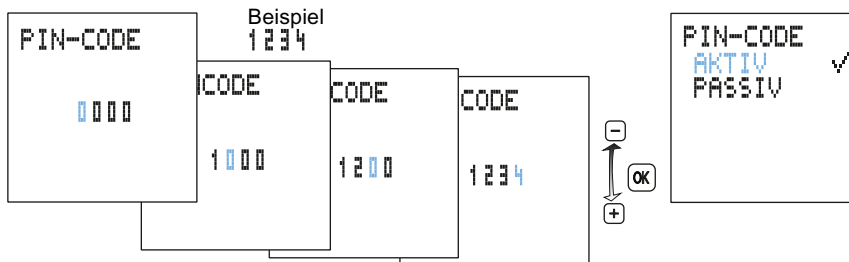 Beispiel
1234
PIN-CODE
0000
CODE
1000
CODE
1200
CODE
1234
−
OK
+
PIN-CODE
AKTIV ✓
PASSIV